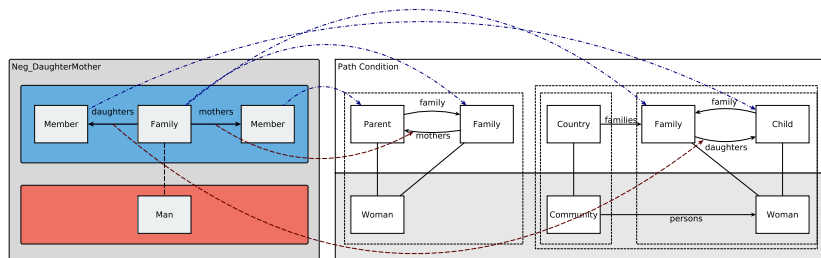 Neg_DaughterMother
Member
daughters
Family
mothers
Member
Man
Path Condition
Parent
family
mothers
Family
Woman
Country
families
Family
family
daughters
Child
Community
persons
Woman